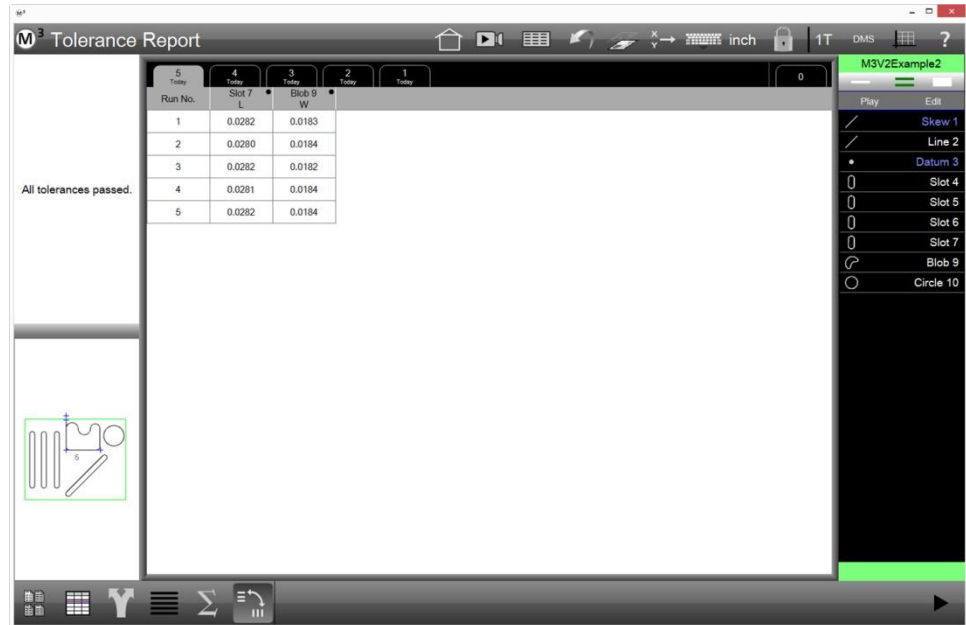 M³
M³ Tolerance Report
inch
1T
DMS
?
All tolerances passed.
5
Today
4
Today
3
Today
2
Today
1
Today
0
Run No.
Slot 7
L
Blob 9
W
1 0.0282 0.0183
2 0.0280 0.0184
3 0.0282 0.0182
4 0.0281 0.0184
5 0.0282 0.0184
M3V2Example2
Play Edit
Skew 1
Line 2
Datum 3
Slot 4
Slot 5
Slot 6
Slot 7
Blob 9
Circle 10
X
Y
5
Σ